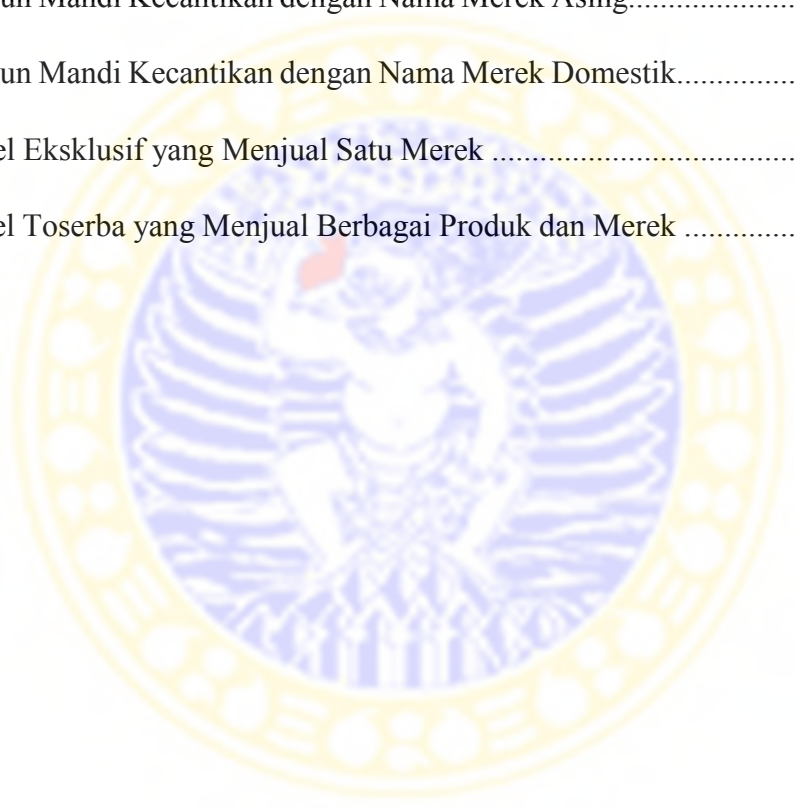 un Mandi Kecantikan dengan Nama Merek Asing....................
un Mandi Kecantikan dengan Nama Merek Domestik...............
el Eksklusif yang Menjual Satu Merek .......................................
el Toserba yang Menjual Berbagai Produk dan Merek ..............